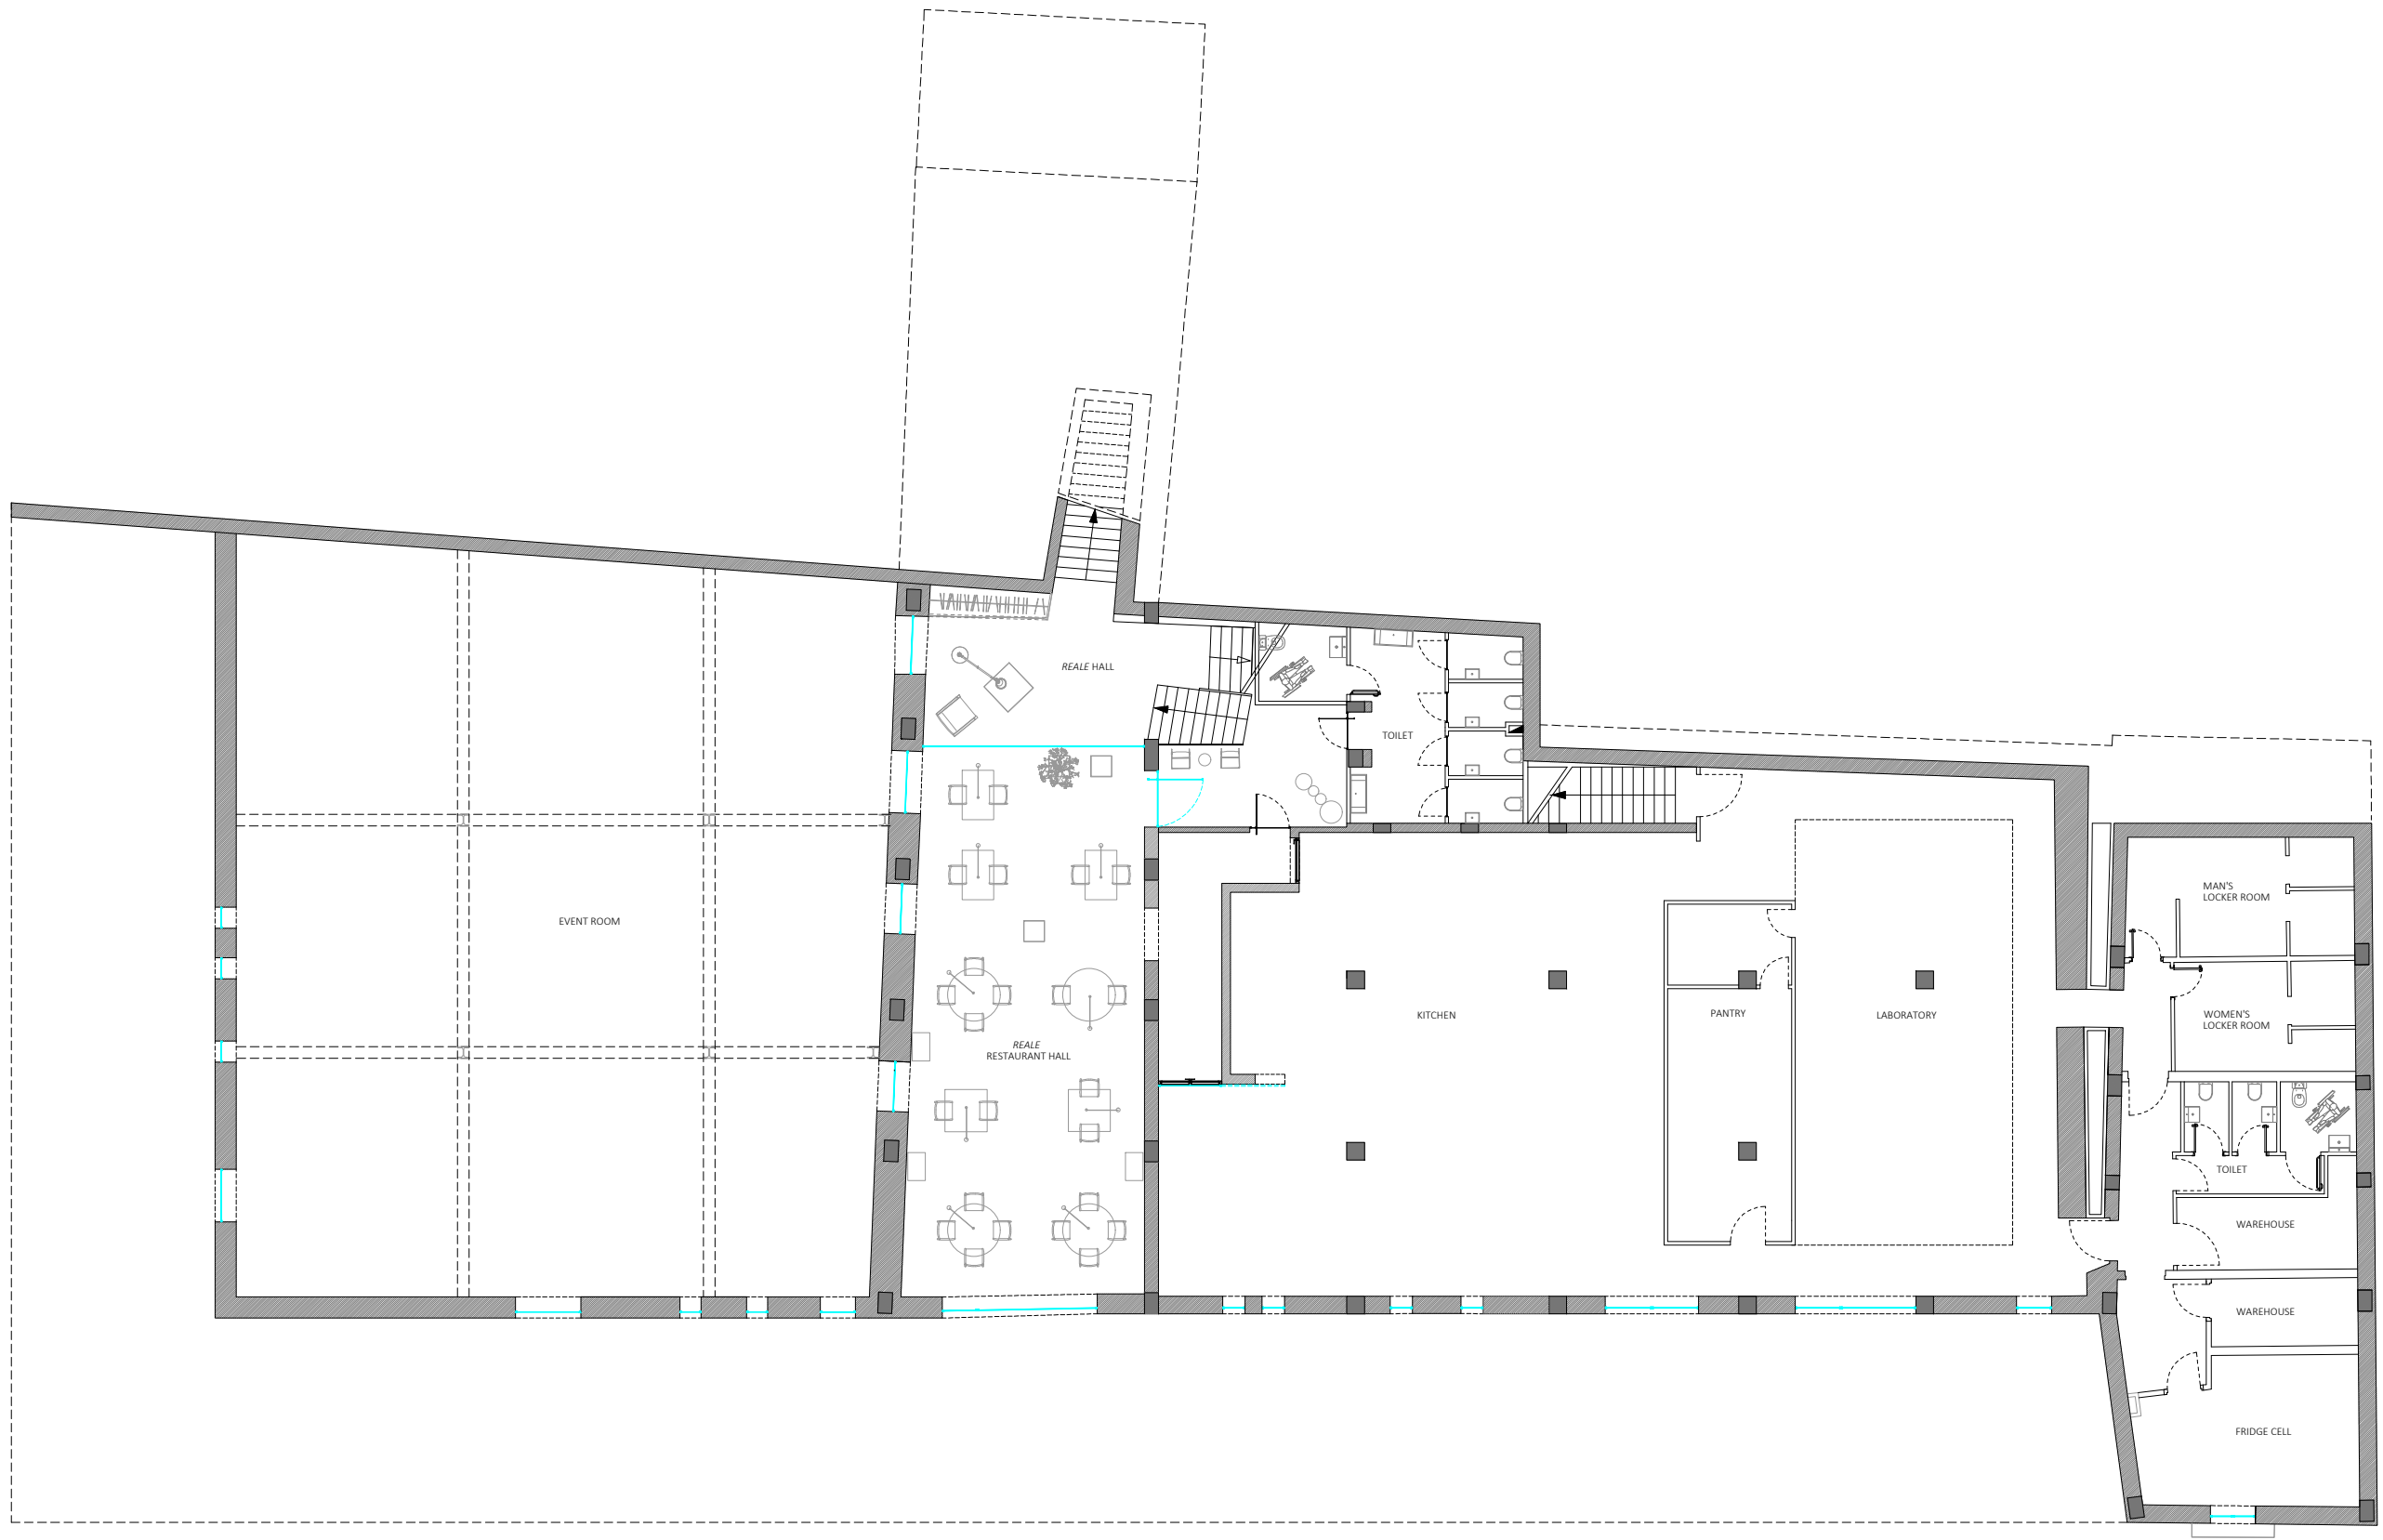 REALE HALL
TOILET
MAN'S
LOCKER ROOM
EVENT ROOM
KITCHEN
PANTRY
LABORATORY
WOMEN'S
LOCKER ROOM
REALE
RESTAURANT HALL
TOILET
WAREHOUSE
WAREHOUSE
FRIDGE CELL